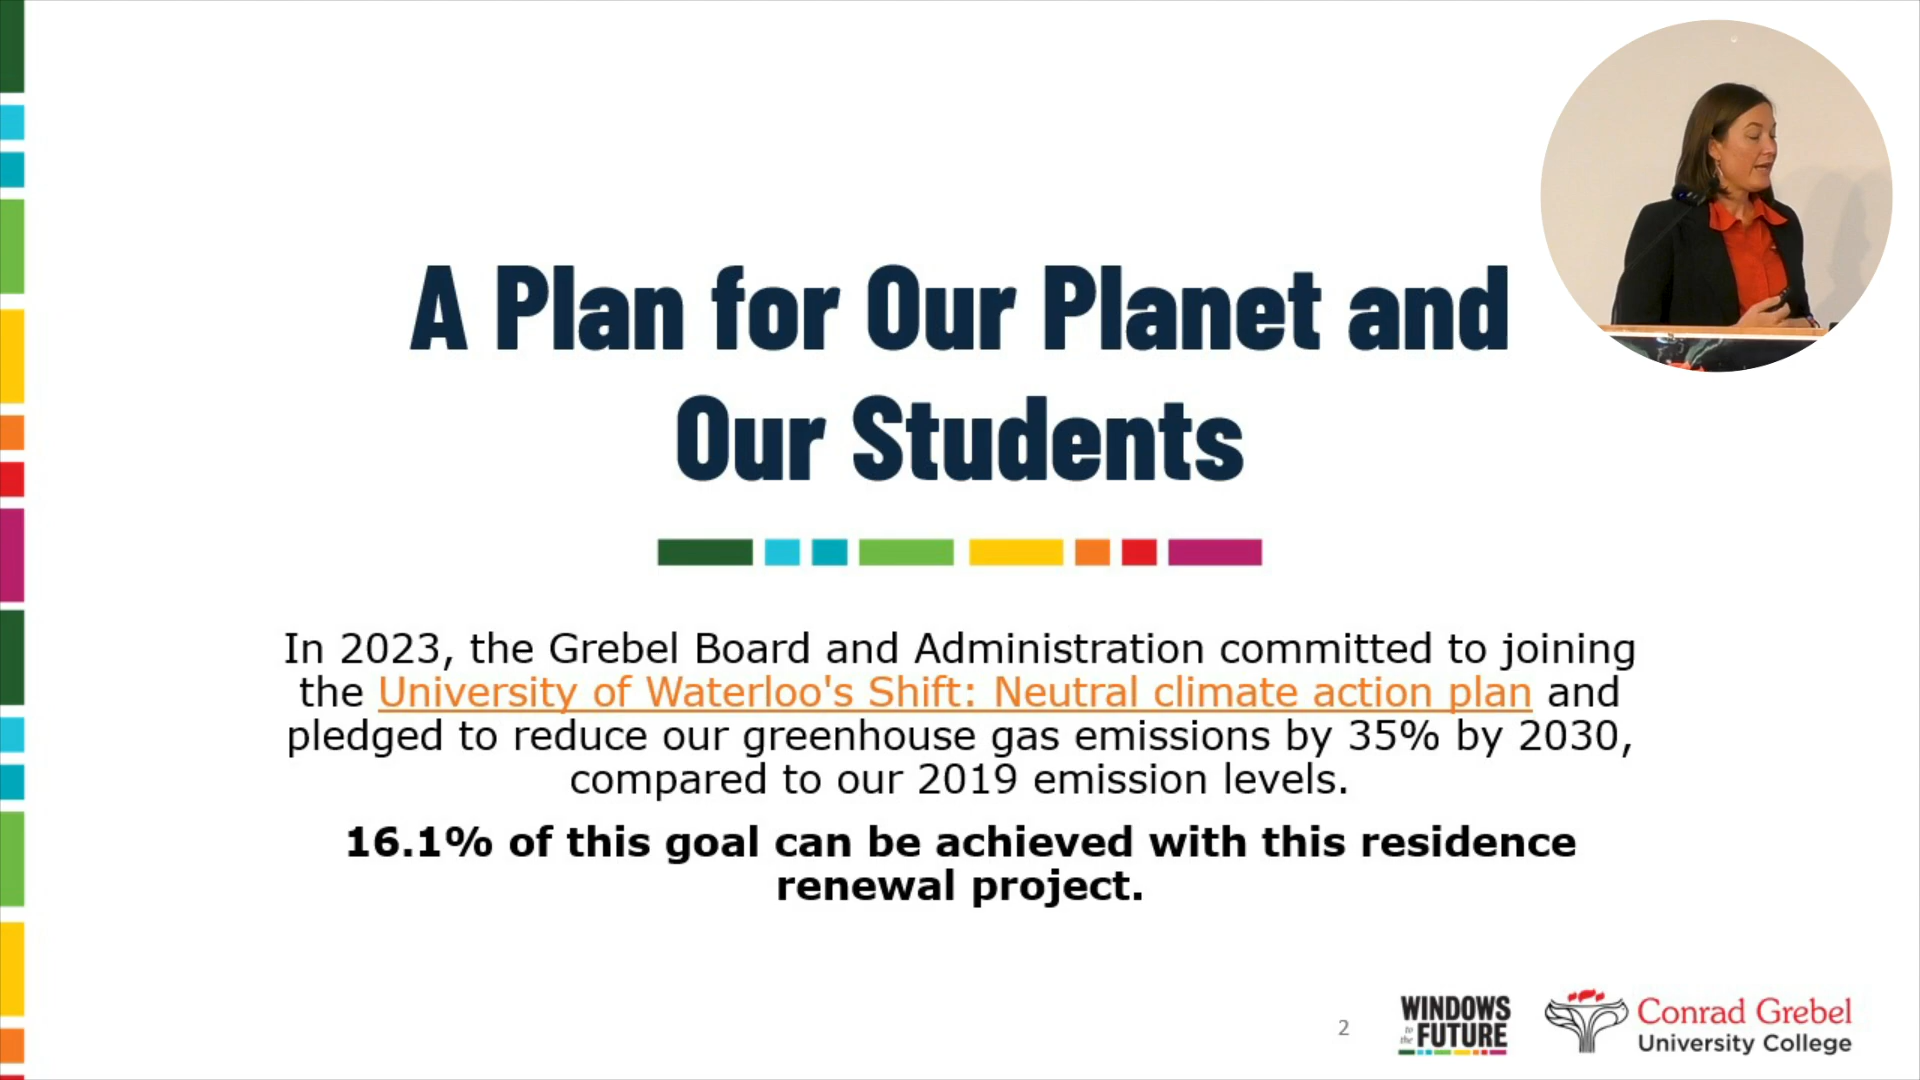 A Plan for Our Planet and
Our Students
In 2023, the Grebel Board and Administration committed to joining
the University of Waterloo's Shift: Neutral climate action plan and
pledged to reduce our greenhouse gas emissions by 35% by 2030,
compared to our 2019 emission levels.
16.1% of this goal can be achieved with this residence
renewal project.
2
WINDOWS
to the FUTURE
Conrad Grebel
University College